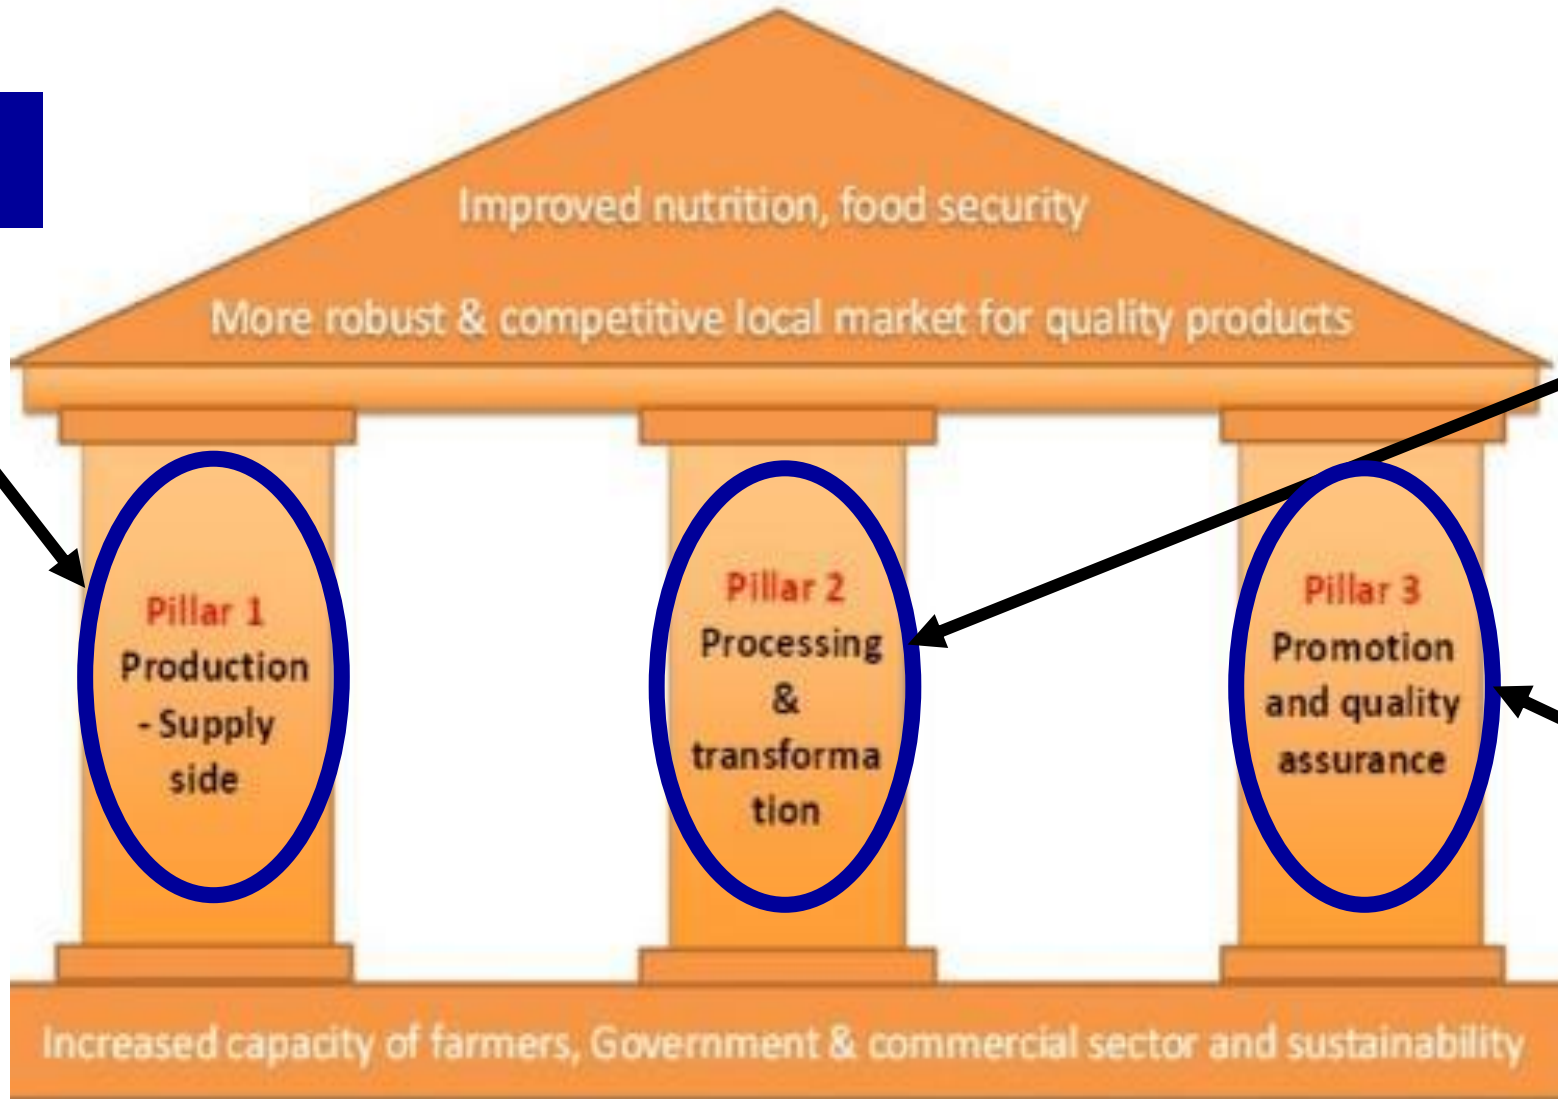 Improved nutrition, food security
More robust & competitive local market for quality products
Pillar 1
Production
- Supply
side
Pillar 2
Processing
&
transforma
tion
Pillar 3
Promotion
and quality
assurance
Increased capacity of farmers, Government & commercial sector and sustainability